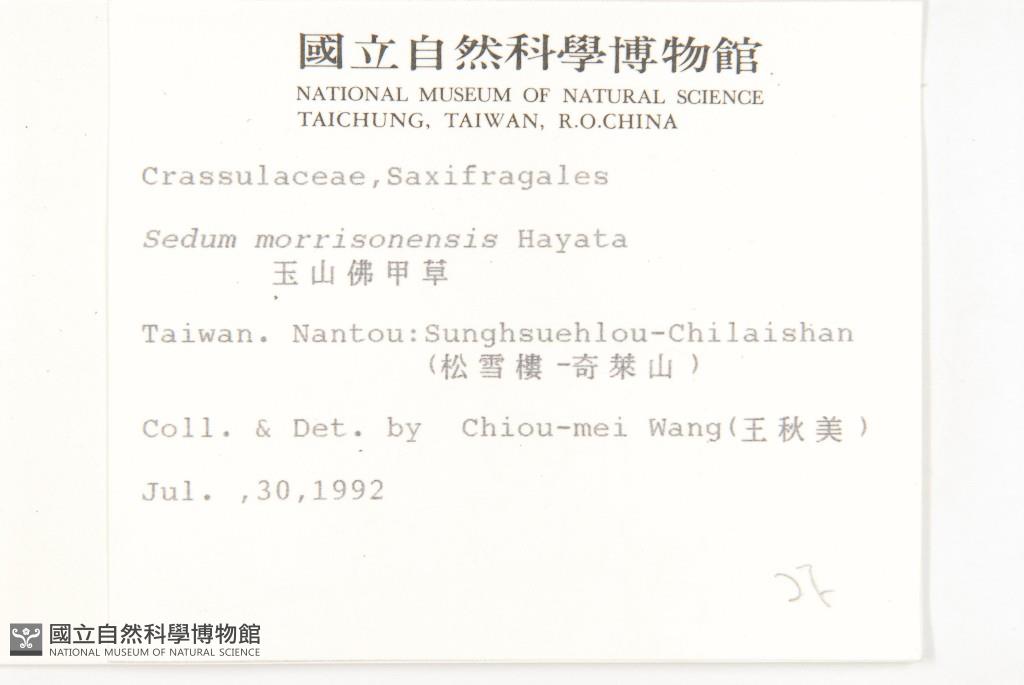 國立自然科學博物館
NATIONAL MUSEUM OF NATURAL SCIENCE
TAICHUNG, TAIWAN, R.O.CHINA
Crassulaceae,Saxifragales
Sedum morrisonensis Hayata
玉山佛甲草
Taiwan. Nantou:Sunghsuehlou-Chilaishan
(松雪樓-奇萊山)
Coll. & Det. by Chiou-mei Wang(王秋美)
Jul. ,30,1992
國立自然科學博物館
NATIONAL MUSEUM OF NATURAL SCIENCE